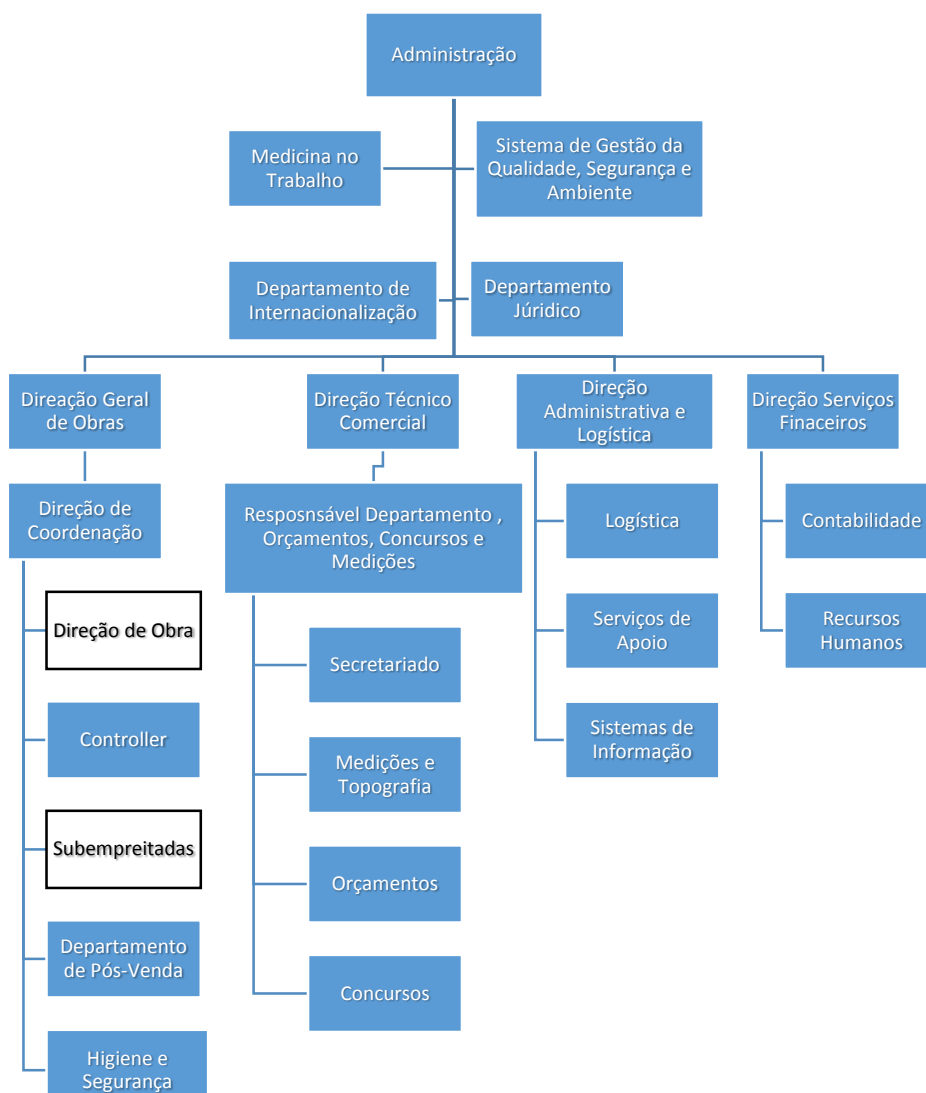 Administração
Medicina no
Trabalho
Sistema de Gestão da
Qualidade, Segurança e
Ambiente
Departamento de
Internacionalização
Departamento
Júridico
Direação Geral
de Obras
Direção Técnico
Comercial
Direção
Administrativa e
Logística
Direção Serviços
Finaceiros
Direção de
Coordenação
Direção de Obra
Controller
Subempreitadas
Departamento
de Pós-Venda
Higiene e
Segurança
Resposnsável Departamento ,
Orçamentos, Concursos e
Medições
Secretariado
Medições e
Topografia
Orçamentos
Concursos
Logística
Serviços de
Apoio
Sistemas de
Informação
Contabilidade
Recursos
Humanos